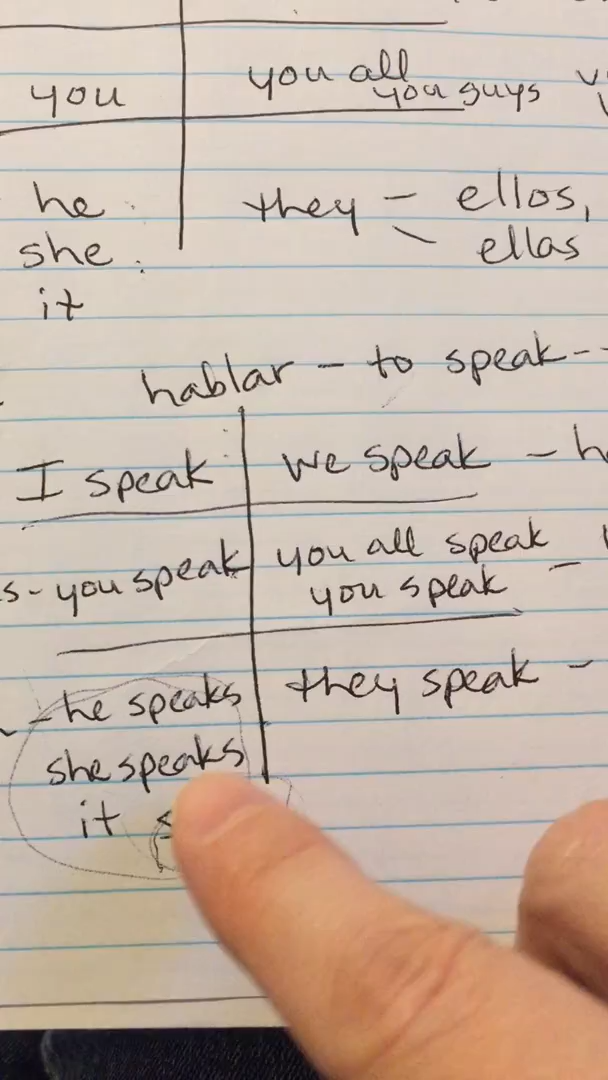 you you all
you guys
he they - ellos,
she ellas
it
hablar - to speak -
I speak we speak -
- you speak you all speak -
you speak
- he speaks they speak -
she speaks
it